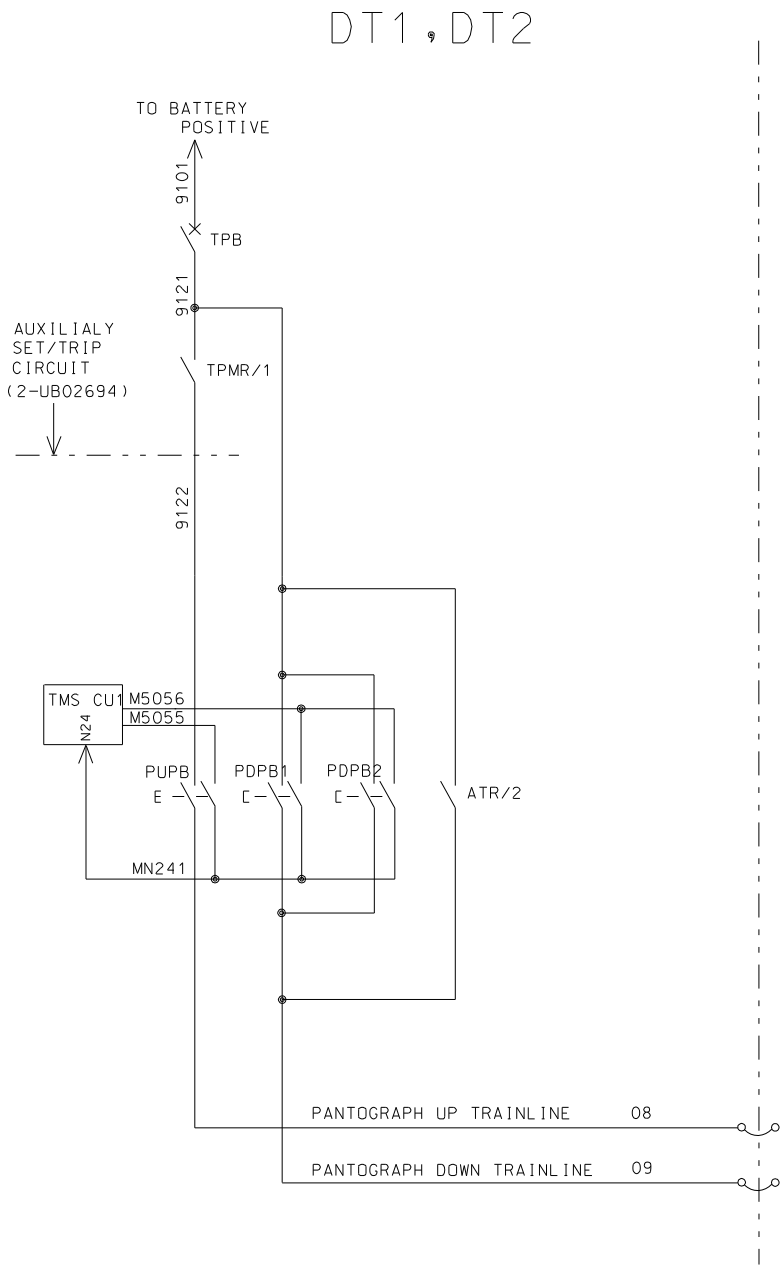 DT1,DT2
TO BATTERY
POSITIVE
9101
TPB
9121
AUXILIALY
SET/TRIP
CIRCUIT
(2-UB02694)
TPMR/1
9122
TMS CU1
N24
M5056
M5055
PUPB
PDPB1
PDPB2
E
ATR/2
MN241
PANTOGRAPH UP TRAINLINE 08
PANTOGRAPH DOWN TRAINLINE 09